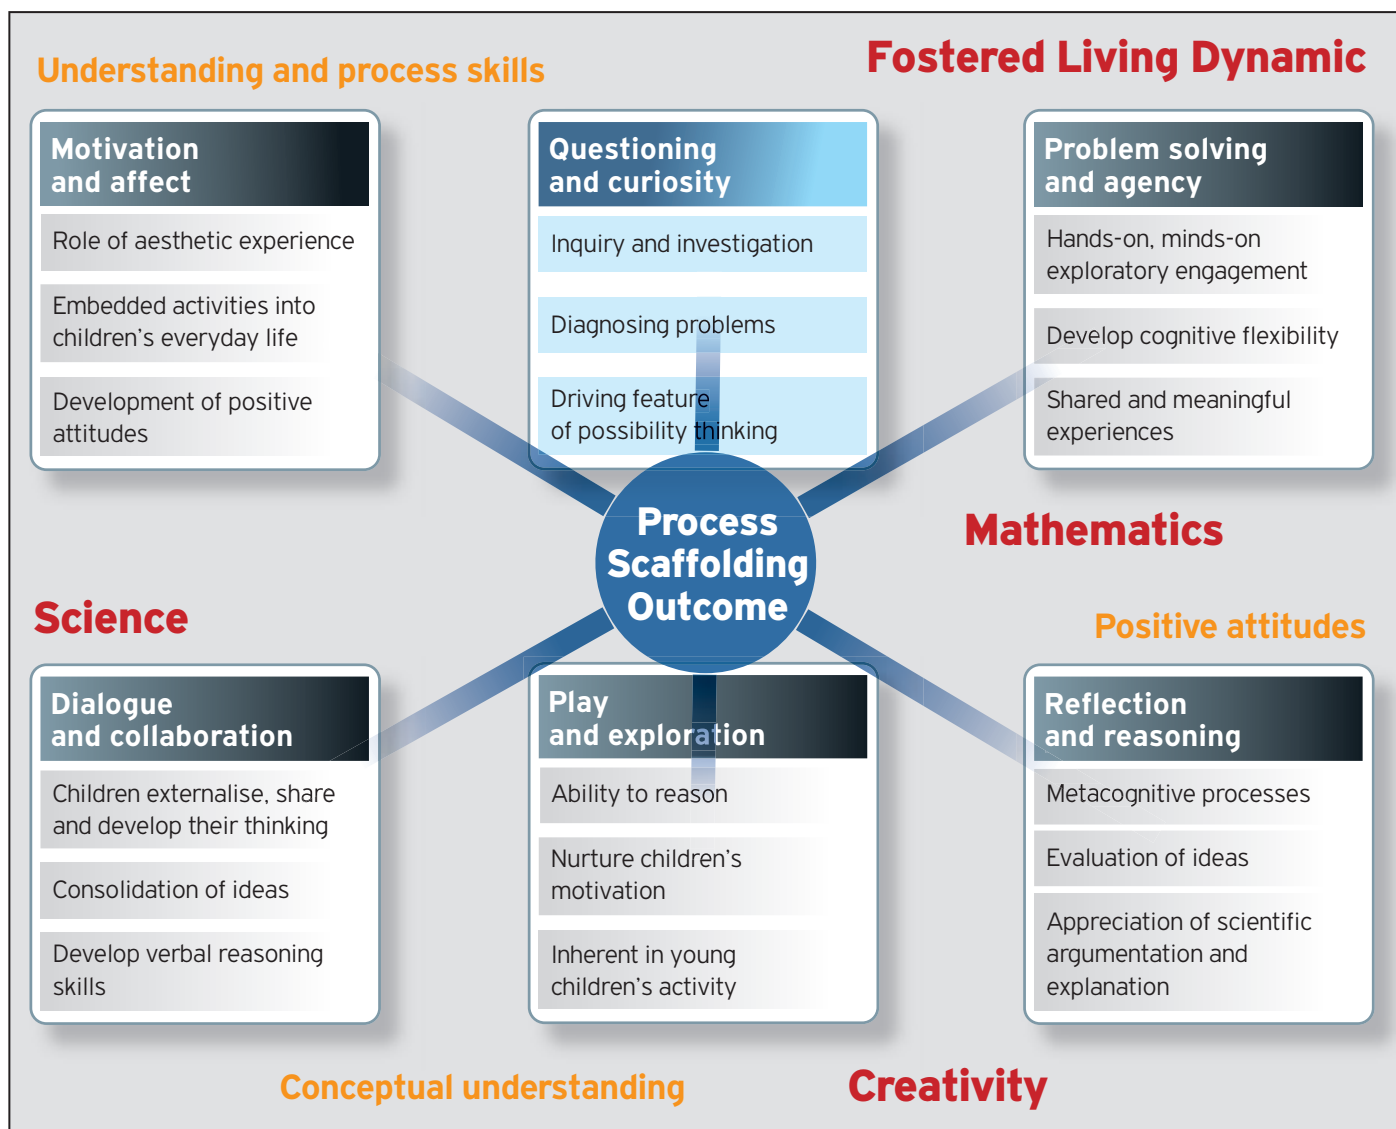 Understanding and process skills
Fostered Living Dynamic
Motivation
and affect
Role of aesthetic experience
Embedded activities into
children's everyday life
Development of positive
attitudes
Questioning
and curiosity
Inquiry and investigation
Diagnosing problems
Driving feature
of possibility thinking
Problem solving
and agency
Hands-on, minds-on
exploratory engagement
Develop cognitive flexibility
Shared and meaningful
experiences
Process
Scaffolding
Outcome
Mathematics
Science
Positive attitudes
Dialogue
and collaboration
Children externalise, share
and develop their thinking
Consolidation of ideas
Develop verbal reasoning
skills
Play
and exploration
Ability to reason
Nurture children's
motivation
Inherent in young
children's activity
Reflection
and reasoning
Metacognitive processes
Evaluation of ideas
Appreciation of scientific
argumentation and
explanation
Conceptual understanding
Creativity